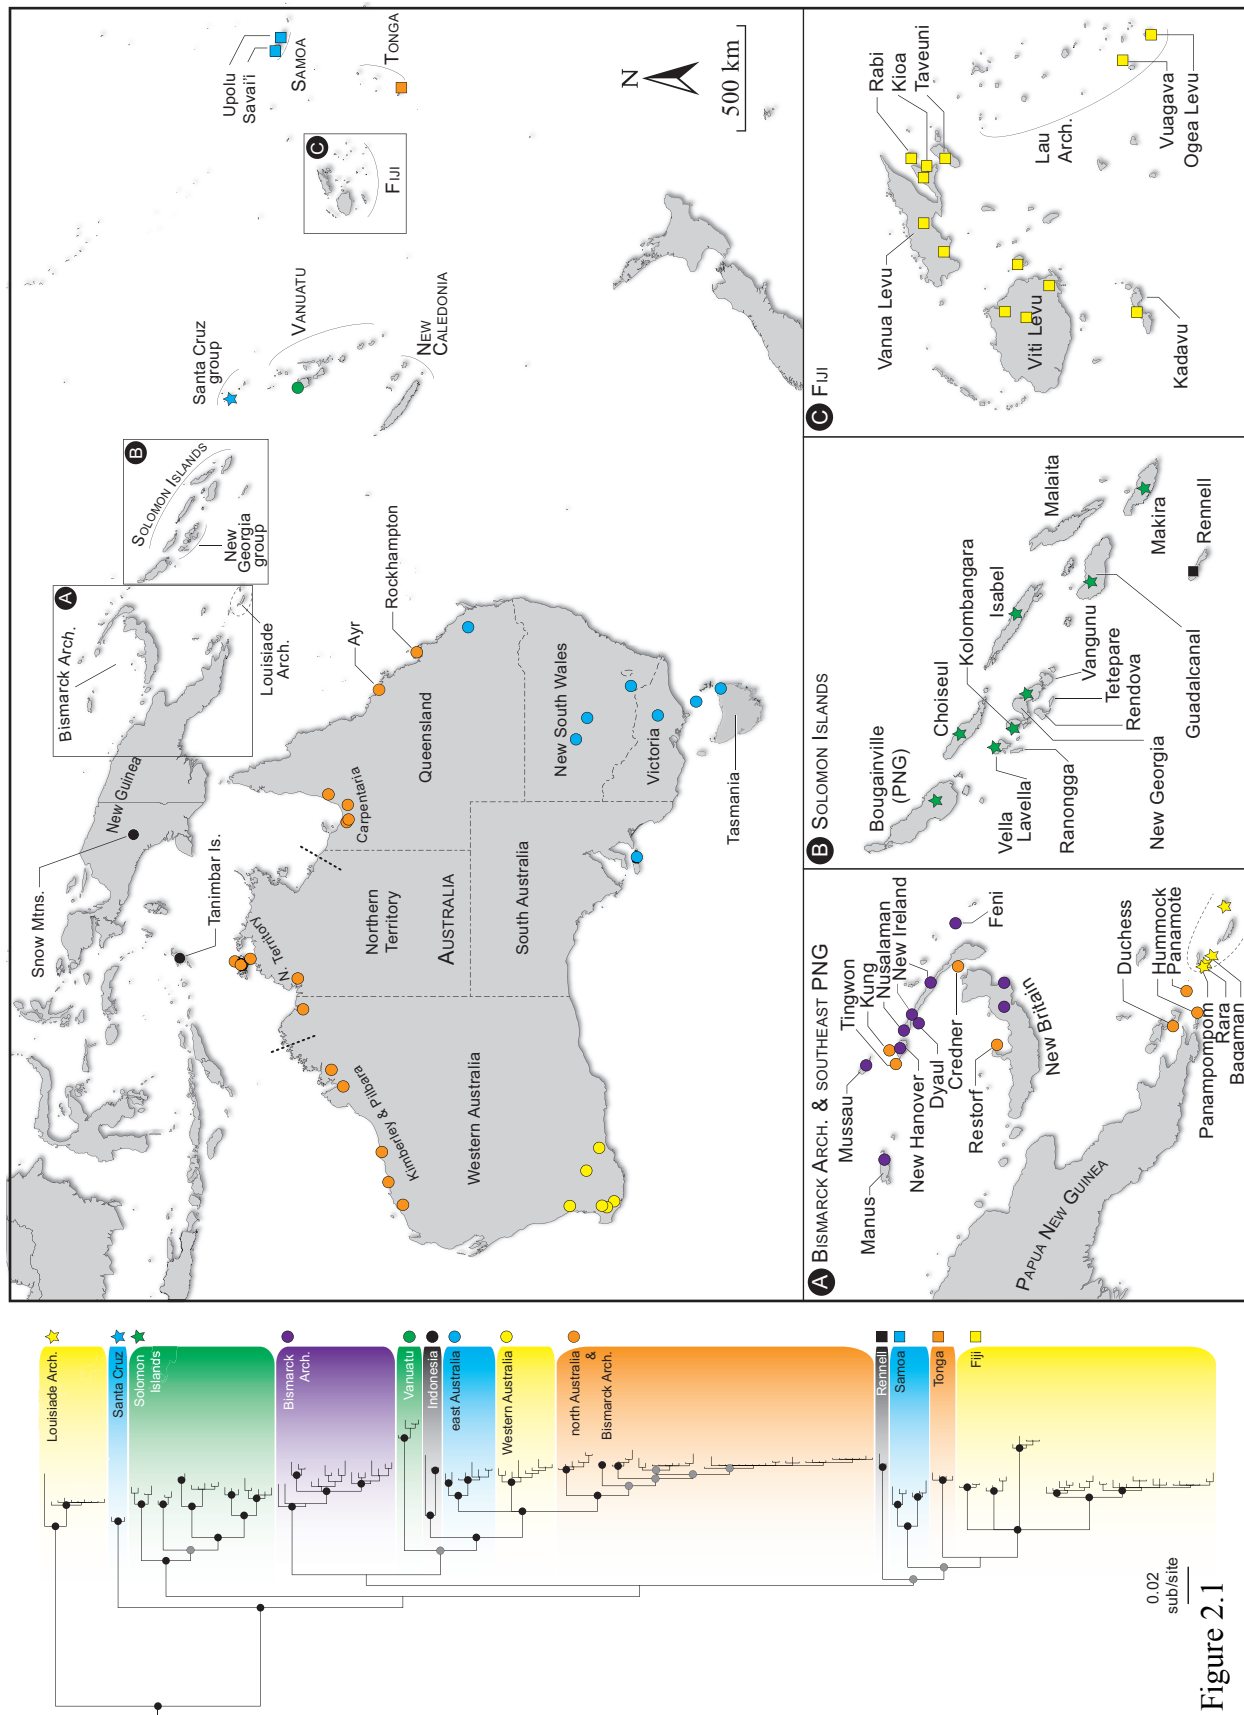 Louisiade Arch.
Santa Cruz
Solomon
Islands
Bismarck
Arch.
Vanuatu
Indonesia
east Australia
Western Australia
north Australia
&
Bismarck Arch.
Rennell
Samoa
Tonga
Fiji
0.02
sub/site
Figure 2.1
Snow Mtns.
New Guinea
Tanimbar Is.
Bismarck Arch.
A
Louisiade
Arch.
B
SOLOMON ISLANDS
New
Georgia
group
Santa Cruz
group
VANUATU
NEW
CALEDONIA
C
FIJI
Upolu
Savai'i
SAMOA
TONGA
N
500 km
Ayr
Rockhampton
Carpentaria
N. Territory
Kimberley & Pilbara
Northern
Territory
AUSTRALIA
Queensland
Western Australia
South Australia
New South Wales
Victoria
Tasmania
A BISMARCK ARCH. & SOUTHEAST PNG
Manus
Mussau
Tingwon
Kung
Nusalaman
New Ireland
New Hanover
Dyaul
Credner
Restorf
Feni
New Britain
PAPUA NEW GUINEA
Duchess
Hummock
Panamote
Panampompom
Rara
Bagaman
B SOLOMON ISLANDS
Bougainville
(PNG)
Choiseul
Kolombangara
Isabel
Malaita
Vella
Lavella
Ranongga
New Georgia
Rendova
Tetepare
Vangunu
Guadalcanal
Makira
Rennell
C FIJI
Vanua Levu
Rabi
Kioa
Taveuni
Viti Levu
Kadavu
Lau
Arch.
Vuagava
Ogea Levu